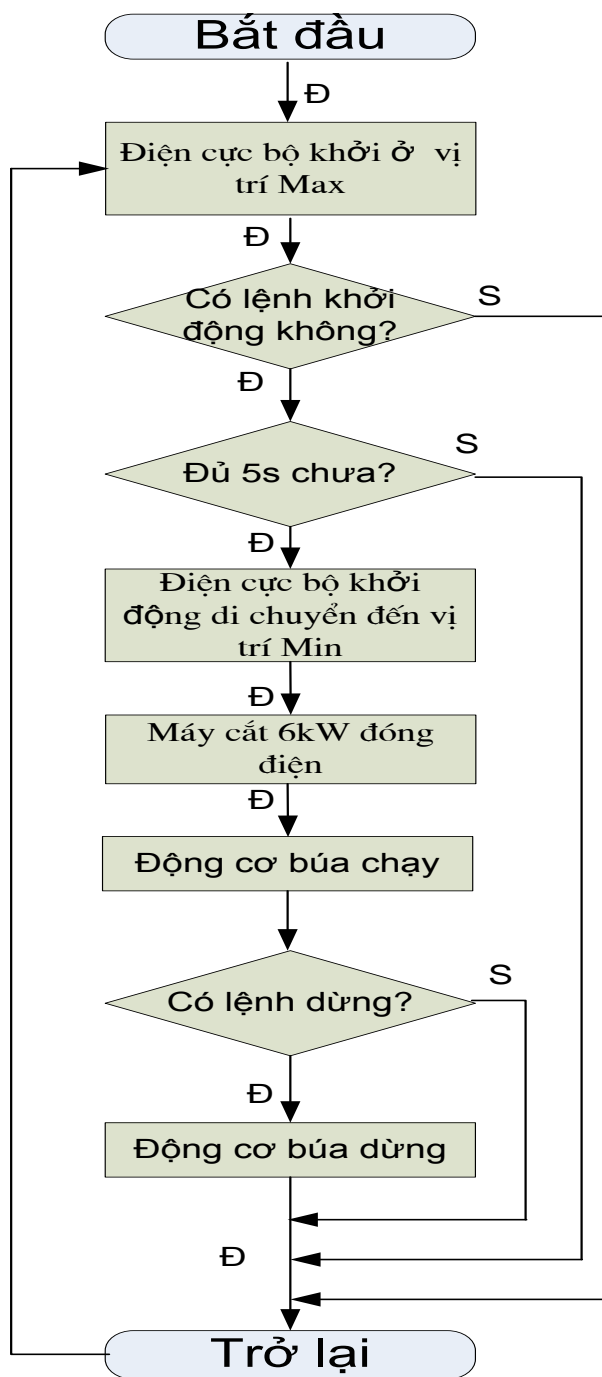 Bắt đầu
Đ
Điện cực bộ khởi ở vị
trí Max
Đ
Có lệnh khởi
động không?
S
Đ
Đủ 5s chưa?
S
Đ
Điện cực bộ khởi
động di chuyển đến vị
trí Min
Đ
Máy cắt 6kW đóng
điện
Đ
Động cơ búa chạy
Có lệnh dừng?
S
Đ
Động cơ búa dừng
Đ
Trở lại